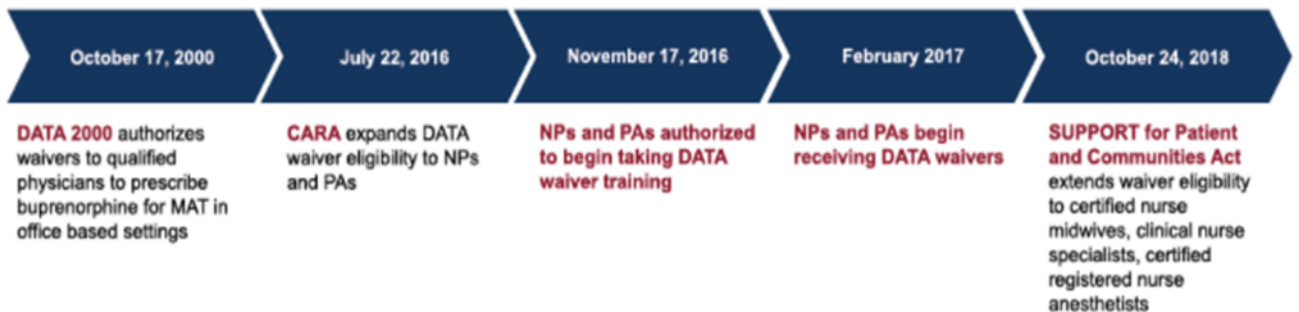 October 17, 2000
July 22, 2016
November 17, 2016
February 2017
October 24, 2018
DATA 2000 authorizes
waivers to qualified
physicians to prescribe
buprenorphine for MAT in
office based settings
CARA expands DATA
waiver eligibility to NPs
and PAs
NPs and PAs authorized
to begin taking DATA
waiver training
NPs and PAs begin
receiving DATA waivers
SUPPORT for Patient
and Communities Act
extends waiver eligibility
to certified nurse
midwives, clinical nurse
specialists, certified
registered nurse
anesthetists